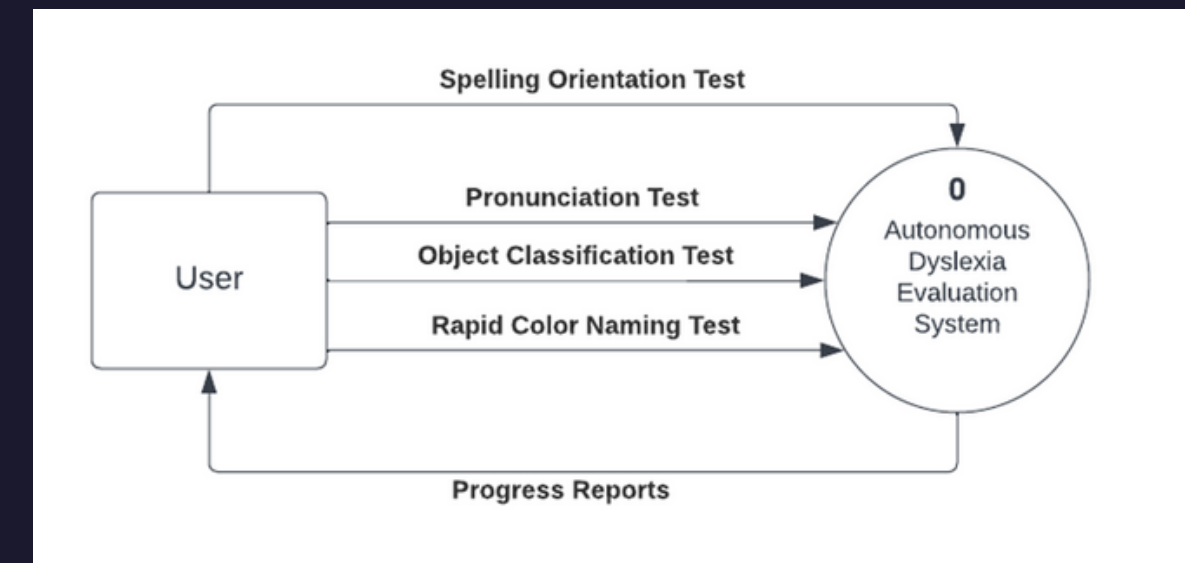 Spelling Orientation Test
Pronunciation Test
Object Classification Test
Rapid Color Naming Test
User
0
Autonomous
Dyslexia
Evaluation
System
Progress Reports